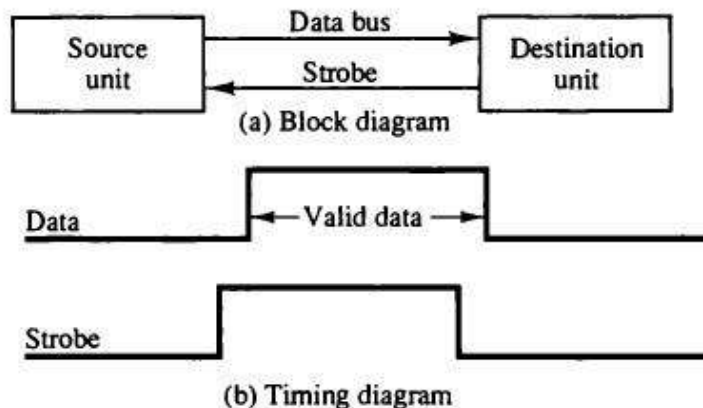 Source
unit
Data bus
Strobe
Destination
unit
(a) Block diagram
Data
Valid data
Strobe
(b) Timing diagram